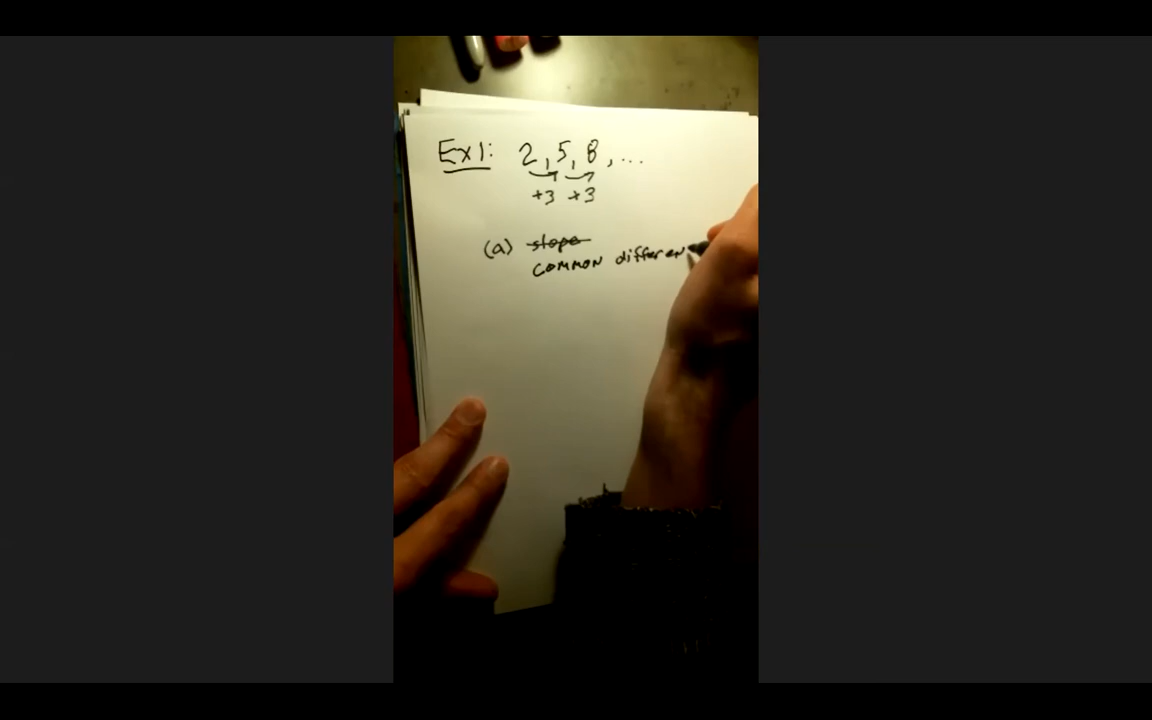 Ex1: 2, 5, 8, ...
+3 +3
(a) slope
common differen